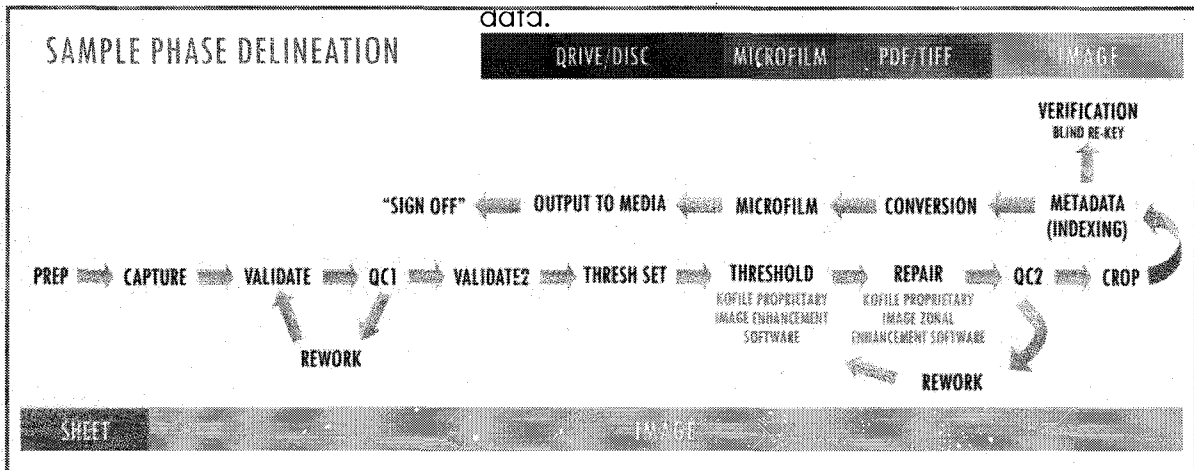 data.
SAMPLE PHASE DELINEATION
QRIVE/DISC MICROFILM PDF/TIFF IMAGE
VERIFICATION
BLIND RE-KEY
"SIGN OFF" OUTPUT TO MEDIA MICROFILM CONVERSION METADATA
(INDEXING)
PREP CAPTURE VALIDATE QC1 VALIDATE2 THRESH SET THRESHOLD REPAIR QC2 CROP
KOFILE PROPRIETARY
IMAGE ENHANCEMENT
SOFTWARE
KOFILE PROPRIETARY
IMAGE ZONAL
ENHANCEMENT SOFTWARE
REWORK
REWORK
SHEET IMAGE